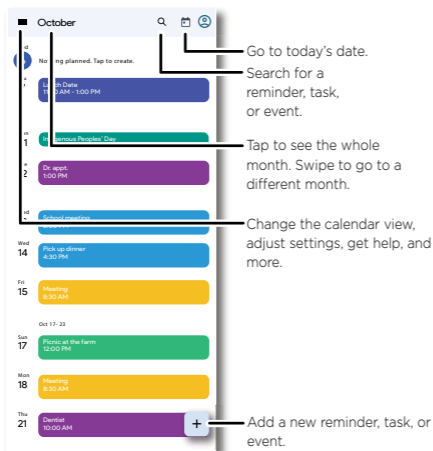 October
Nothing planned. Tap to create.
Lunch Date
11:00 AM - 1:00 PM
Indigenous Peoples' Day
Dr. appt.
1:00 PM
School meeting
Wed
14
Pick up dinner
4:30 PM
Fri
15
Meeting
8:30 AM
Oct 17- 23
Sun
17
Picnic at the farm
12:00 PM
Mon
18
Meeting
8:30 AM
Thu
21
Dentist
10:00 AM
+
Go to today's date.
Search for a
reminder, task,
or event.
Tap to see the whole
month. Swipe to go to a
different month.
Change the calendar view,
adjust settings, get help, and
more.
Add a new reminder, task, or
event.